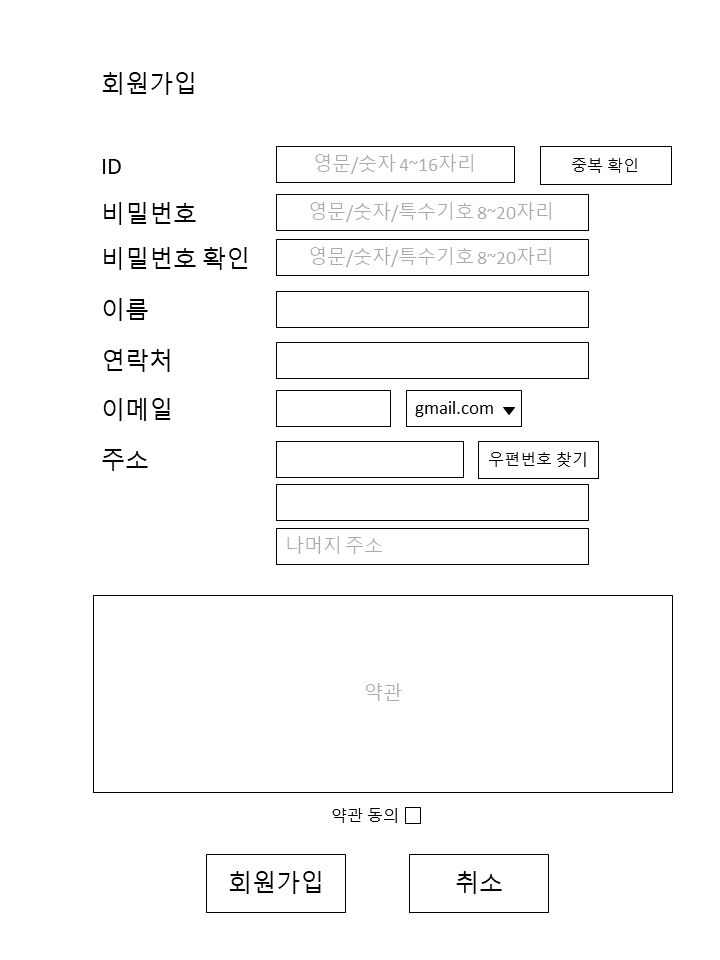 회원가입
ID 영문/숫자 4~16자리 중복 확인
비밀번호 영문/숫자/특수기호 8~20자리
비밀번호 확인 영문/숫자/특수기호 8~20자리
이름
연락처
이메일 gmail.com
주소 우편번호 찾기
나머지 주소
약관
약관 동의
회원가입 취소